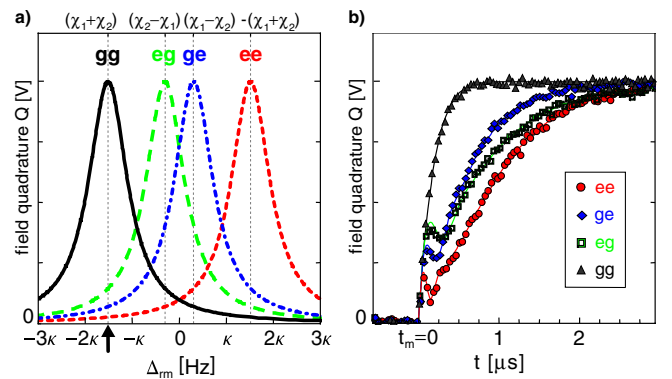 a) (χ₁+χ₂) (χ₂-χ₁) (χ₁-χ₂) -(χ₁+χ₂)
gg eg ge ee
field quadrature Q [V]
0
−3κ −2κ −κ 0 κ 2κ 3κ
Δrm [Hz]
b)
field quadrature Q [V]
ee
ge
eg
gg
0
tm=0 1 2
t [μs]